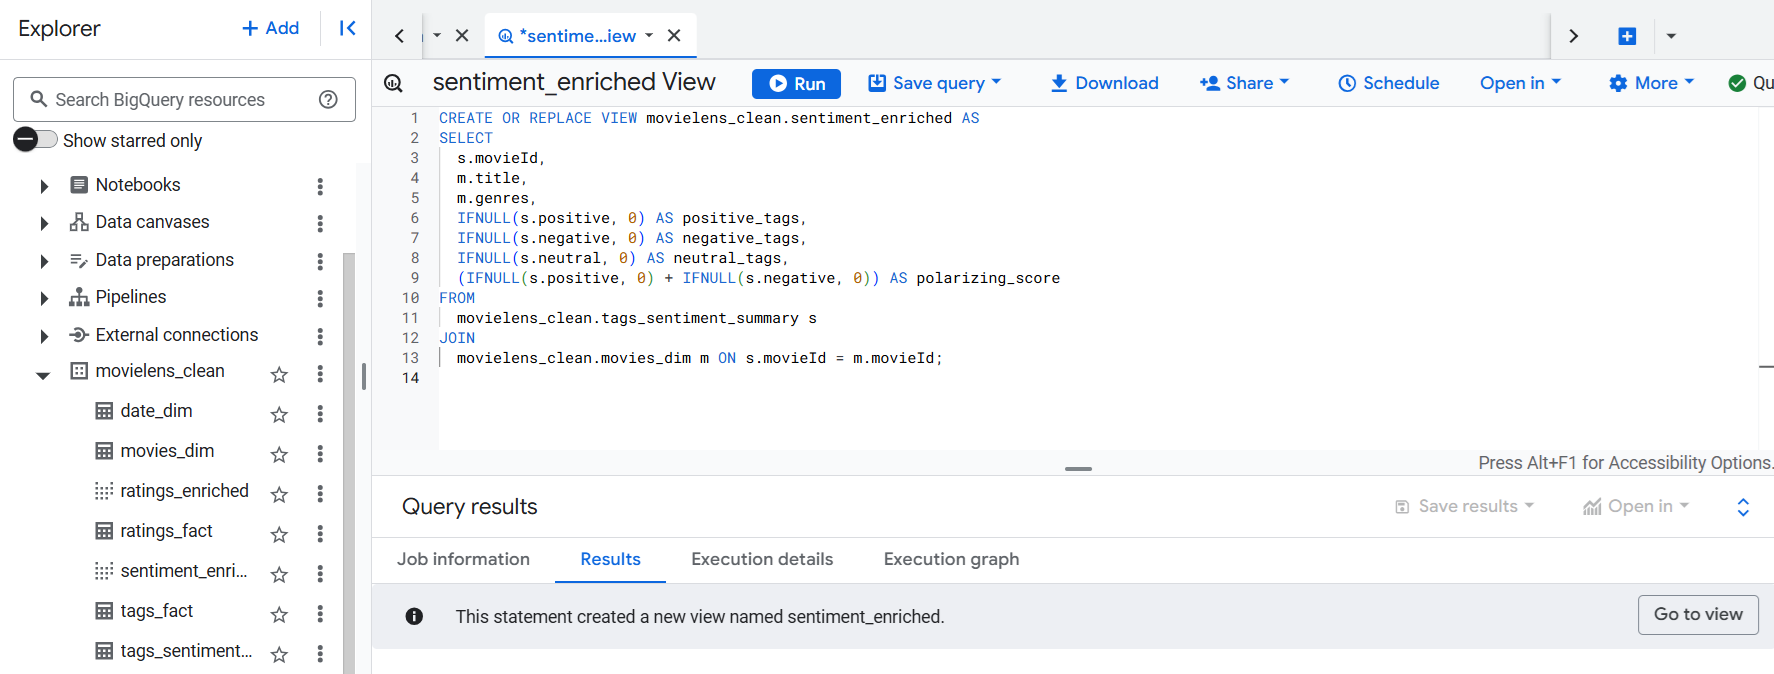 Explorer
+ Add
Search BigQuery resources
Show starred only
Notebooks
Data canvases
Data preparations
Pipelines
External connections
movielens_clean
date_dim
movies_dim
ratings_enriched
ratings_fact
sentiment_enri...
tags_fact
tags_sentiment...
*sentime...iew
sentiment_enriched View
Run
Save query
Download
Share
Schedule
Open in
More
Qu
1 CREATE OR REPLACE VIEW movielens_clean.sentiment_enriched AS
2 SELECT
3 s.movieId,
4 m.title,
5 m.genres,
6 IFNULL(s.positive, 0) AS positive_tags,
7 IFNULL(s.negative, 0) AS negative_tags,
8 IFNULL(s.neutral, 0) AS neutral_tags,
9 (IFNULL(s.positive, 0) + IFNULL(s.negative, 0)) AS polarizing_score
10 FROM
11 movielens_clean.tags_sentiment_summary s
12 JOIN
13 movielens_clean.movies_dim m ON s.movieId = m.movieId;
14
Press Alt+F1 for Accessibility Options.
Query results
Save results
Open in
Job information
Results
Execution details
Execution graph
This statement created a new view named sentiment_enriched.
Go to view